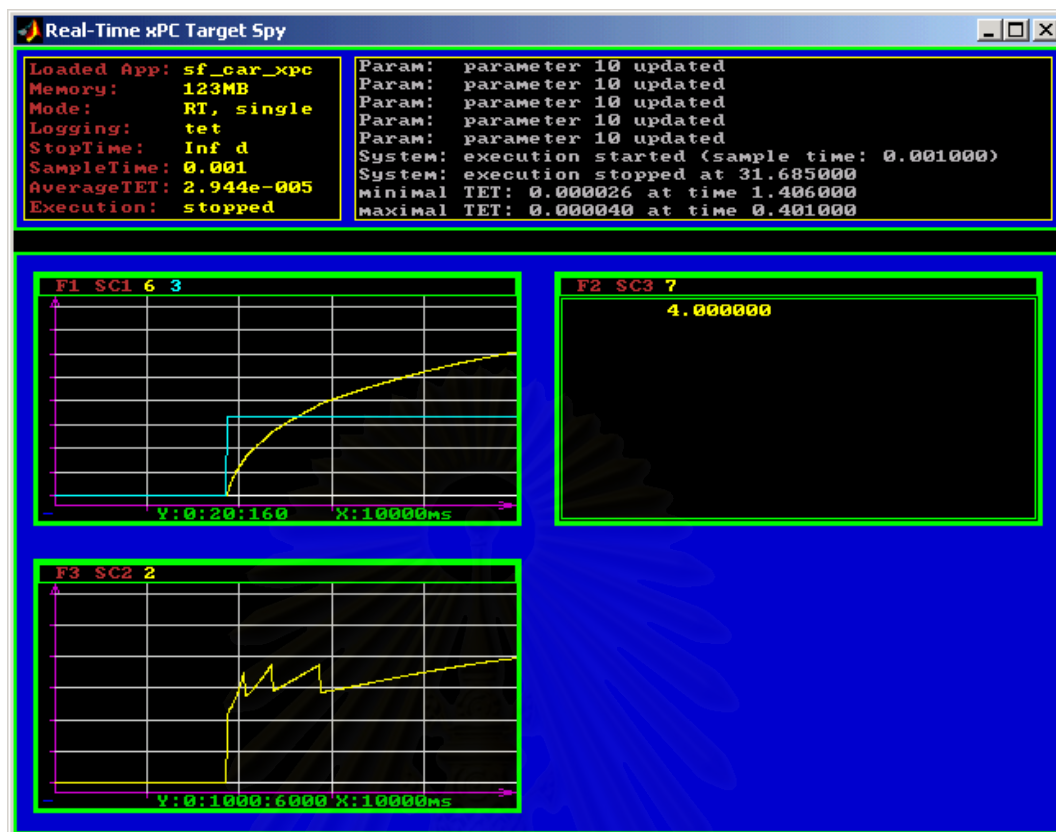 Real-Time xPC Target Spy
Loaded App: sf_car_xpc
Memory: 123MB
Mode: RT, single
Logging: tet
StopTime: Inf d
SampleTime: 0.001
AverageTET: 2.944e-005
Execution: stopped
Param: parameter 10 updated
Param: parameter 10 updated
Param: parameter 10 updated
Param: parameter 10 updated
Param: parameter 10 updated
System: execution started (sample time: 0.001000)
System: execution stopped at 31.685000
minimal TET: 0.000026 at time 1.406000
maximal TET: 0.000040 at time 0.401000
F1 SC1 6 3
Y:0:20:160 X:10000ms
F2 SC3 7
4.000000
F3 SC2 2
Y:0:1000:6000 X:10000ms